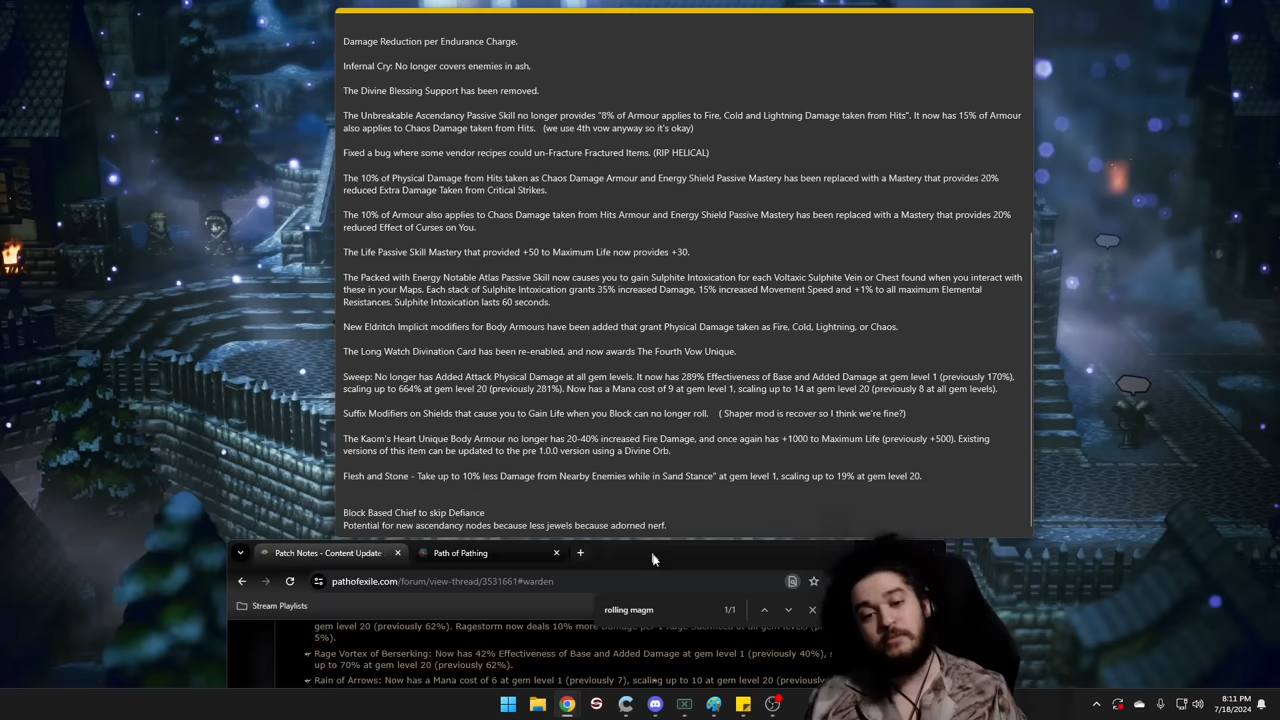 Damage Reduction per Endurance Charge.
Infernal Cry: No longer covers enemies in ash,
The Divine Blessing Support has been removed.
The Unbreakable Ascendancy Passive Skill no longer provides "8% of Armour applies to Fire, Cold and Lightning Damage taken from Hits". It now has 15% of Armour
also applies to Chaos Damage taken from Hits. (we use 4th vow anyway so it's okay)
Fixed a bug where some vendor recipes could un-Fracture Fractured Items. (RIP HELICAL)
The 10% of Physical Damage from Hits taken as Chaos Damage Armour and Energy Shield Passive Mastery has been replaced with a Mastery that provides 20%
reduced Extra Damage Taken from Critical Strikes.
The 10% of Armour also applies to Chaos Damage taken from Hits Armour and Energy Shield Passive Mastery has been replaced with a Mastery that provides 20%
reduced Effect of Curses on You.
The Life Passive Skill Mastery that provided +50 to Maximum Life now provides +30.
The Packed with Energy Notable Atlas Passive Skill now causes you to gain Sulphite Intoxication for each Voltaxic Sulphite Vein or Chest found when you interact with
these in your Maps. Each stack of Sulphite Intoxication grants 35% increased Damage, 15% increased Movement Speed and +1% to all maximum Elemental
Resistances. Sulphite Intoxication lasts 60 seconds.
New Eldritch Implicit modifiers for Body Armours have been added that grant Physical Damage taken as Fire, Cold, Lightning, or Chaos.
The Long Watch Divination Card has been re-enabled, and now awards The Fourth Vow Unique.
Sweep: No longer has Added Attack Physical Damage at all gem levels. It now has 289% Effectiveness of Base and Added Damage at gem level 1 (previously 170%),
scaling up to 664% at gem level 20 (previously 281%). Now has a Mana cost of 9 at gem level 1, scaling up to 14 at gem level 20 (previously 8 at all gem levels).
Suffix Modifiers on Shields that cause you to Gain Life when you Block can no longer roll. ( Shaper mod is recover so I think we're fine?)
The Kaom's Heart Unique Body Armour no longer has 20-40% increased Fire Damage, and once again has +1000 to Maximum Life (previously +500). Existing
versions of this item can be updated to the pre 1.0.0 version using a Divine Orb.
Flesh and Stone - Take up to 10% less Damage from Nearby Enemies while in Sand Stance" at gem level 1, scaling up to 19% at gem level 20.
Block Based Chief to skip Defiance
Potential for new ascendancy nodes because less jewels because adorned nerf.
Patch Notes - Content Update
Path of Pathing
pathofexile.com/forum/view-thread/3531661#warden
Stream Playlists
rolling magm
1/1
gem level 20 (previously 62%). Ragestorm now deals 10% more Damage per 1 Rage Sacrificed at all gem levels
5%).
Rage Vortex of Berserking: Now has 42% Effectiveness of Base and Added Damage at gem level 1 (previously 40%),
up to 70% at gem level 20 (previously 62%).
Rain of Arrows: Now has a Mana cost of 6 at gem level 1 (previously 7), scaling up to 10 at gem level 20 (previously
8:11 PM
7/18/2024